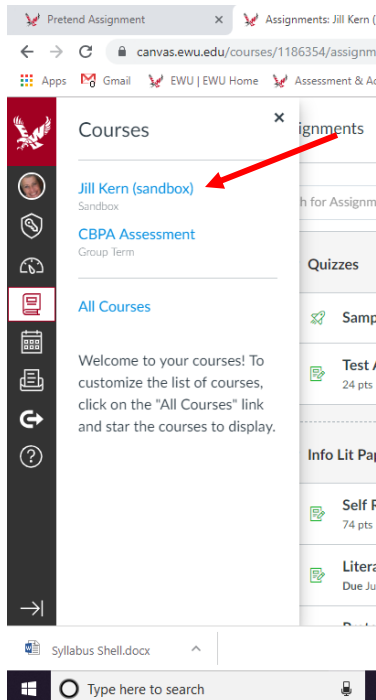 Pretend Assignment
Assignments: Jill Kern (
canvas.ewu.edu/courses/1186354/assignm
Apps
Gmail
EWU | EWU Home
Assessment & Ac
Courses
ignments
Jill Kern (sandbox)
Sandbox
h for Assignm
CBPA Assessment
Group Term
Quizzes
All Courses
Samp
Welcome to your courses! To
customize the list of courses,
click on the "All Courses" link
and star the courses to display.
Test A
24 pts
Info Lit Pap
Self R
74 pts
Litera
Due Ju
Syllabus Shell.docx
Type here to search